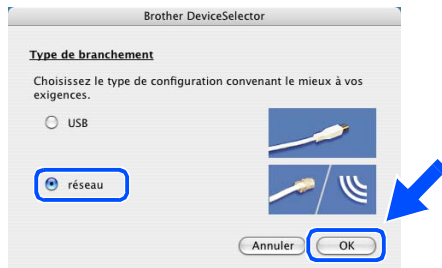 Brother DeviceSelector
Type de branchement
Choisissez le type de configuration convenant le mieux à vos
exigences.
USB
réseau
Annuler OK